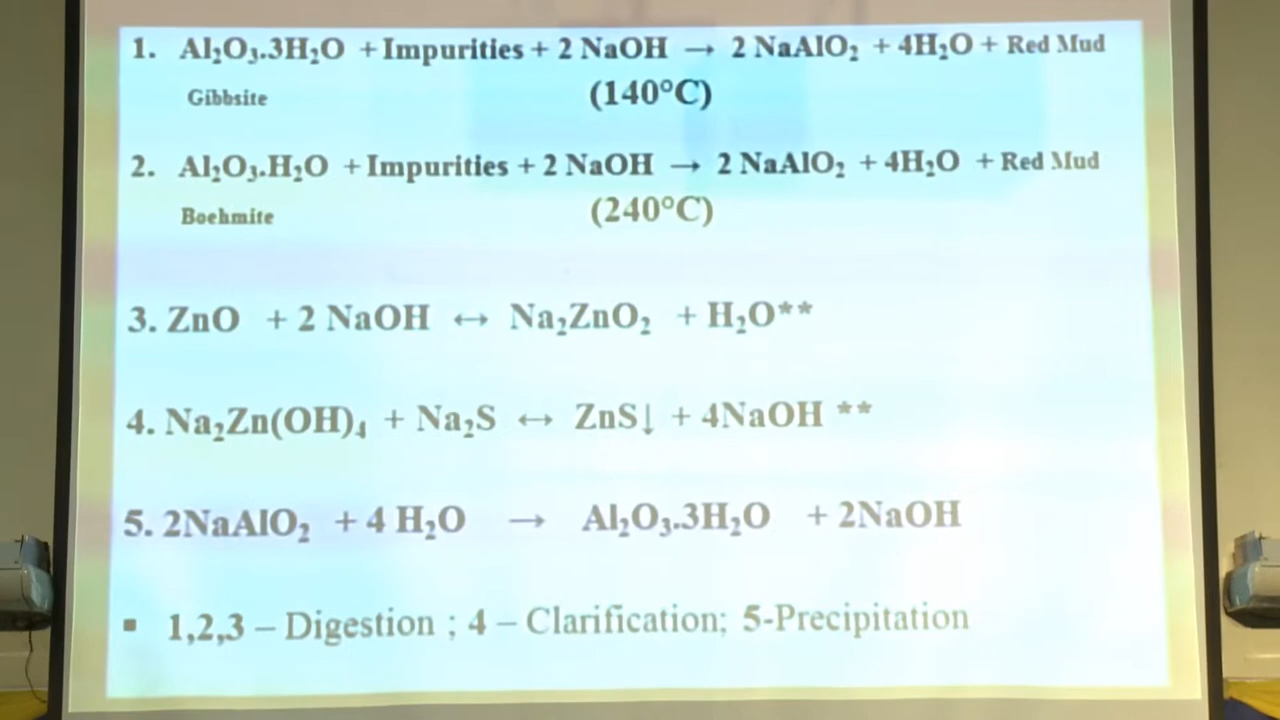 1. Al₂O₃.3H₂O + Impurities + 2 NaOH → 2 NaAlO₂ + 4H₂O + Red Mud
Gibbsite (140°C)
2. Al₂O₃.H₂O + Impurities + 2 NaOH → 2 NaAlO₂ + 4H₂O + Red Mud
Boehmite (240°C)
3. ZnO + 2 NaOH ↔ Na₂ZnO₂ + H₂O**
4. Na₂Zn(OH)₄ + Na₂S ↔ ZnS↓ + 4NaOH **
5. 2NaAlO₂ + 4 H₂O → Al₂O₃.3H₂O + 2NaOH
▪ 1,2,3 – Digestion ; 4 – Clarification; 5-Precipitation